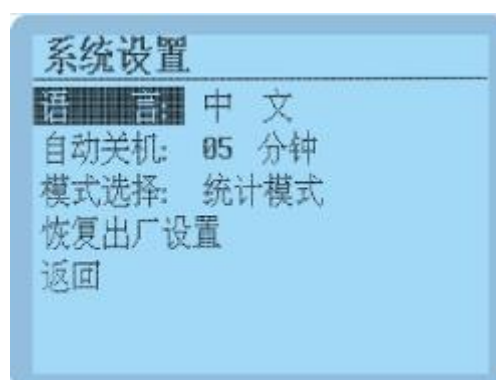 系统设置
语 言: 中 文
自动关机: 05 分钟
模式选择: 统计模式
恢复出厂设置
返回